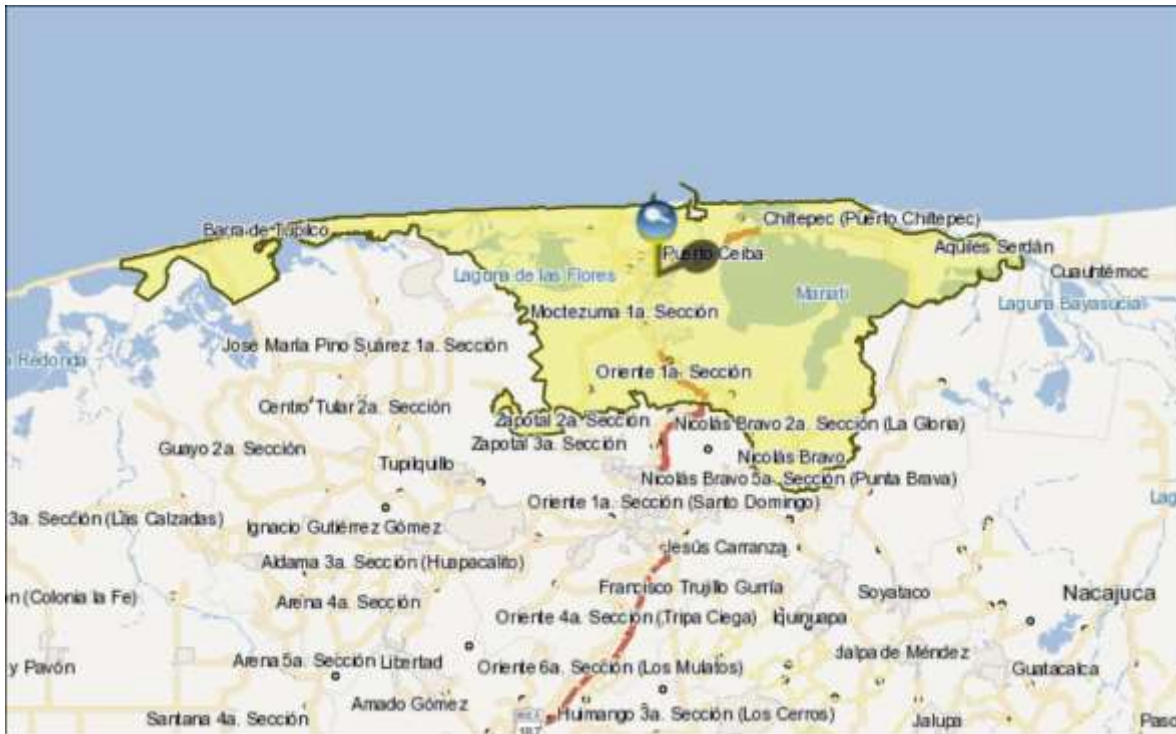 Chiltepec (Puerto Chiltepec)
Barra de Tupilco
Puerto Ceiba
Aquiles Serdán
Cuauhtémoc
Laguna de las Flores
Laguna Bayasucia
Moctezuma 1a. Sección
José María Pino Suárez 1a. Sección
Redonda
Oriente 1a. Sección
Centro Tular 2a. Sección
Zapotal 2a. Sección
Nicolás Bravo 2a. Sección (La Gloria)
Guayo 2a. Sección
Zapotal 3a. Sección
Nicolás Bravo
Tupilquillo
Nicolás Bravo 5a. Sección (Punta Brava)
Oriente 1a. Sección (Santo Domingo)
3a. Sección (Las Calzadas)
Ignacio Gutiérrez Gómez
Jesús Carranza
Aldama 3a. Sección (Huapacalito)
Francisco Trujillo Gurría
Soyataco
Nacajuca
(Colonia la Fe)
Arena 4a. Sección
Oriente 4a. Sección (Tripa Ciega)
Iquinuapa
Jalpa de Méndez
y Pavón
Arena 5a. Sección
Libertad
Oriente 6a. Sección (Los Mulatos)
Guatacalca
Amado Gómez
Santana 4a. Sección
MEX
187
Huimango 3a. Sección (Los Cerros)
Jalupa